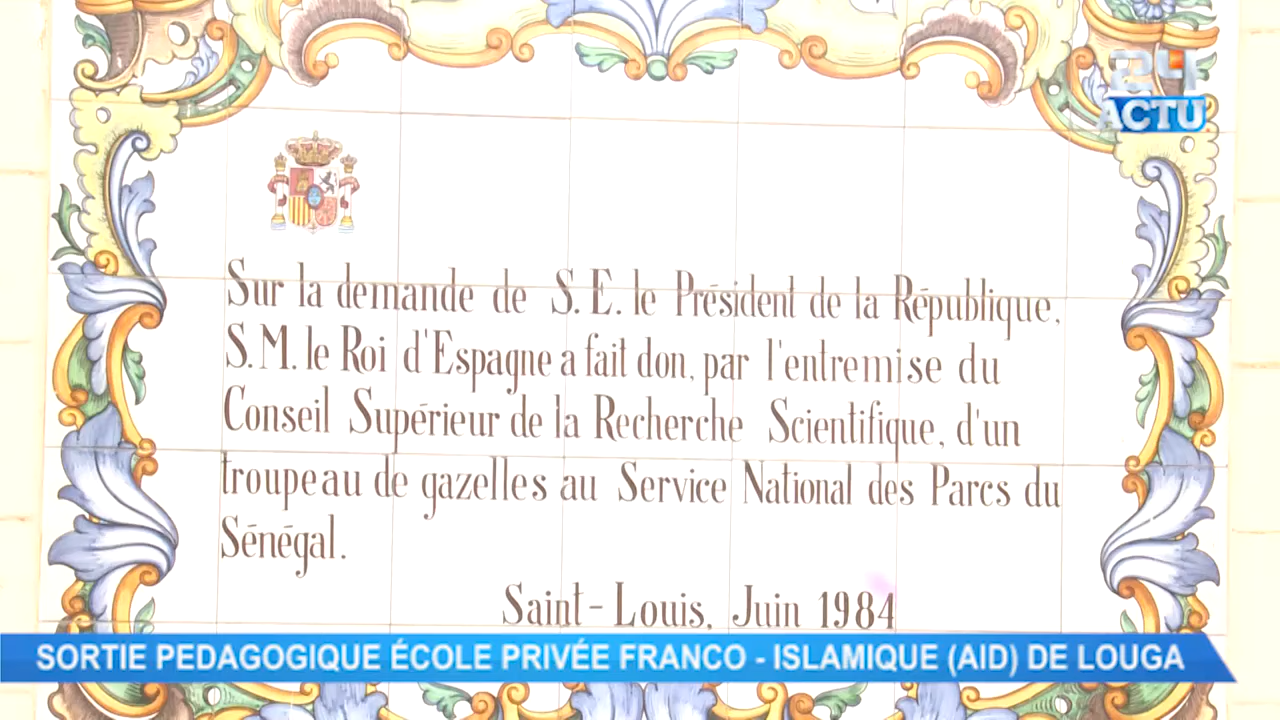 24
ACTU
Sur la demande de S.E. le Président de la République,
S.M. le Roi d'Espagne a fait don, par l'entremise du
Conseil Supérieur de la Recherche Scientifique, d'un
troupeau de gazelles au Service National des Parcs du
Sénégal.
Saint-Louis, Juin 1984
SORTIE PEDAGOGIQUE ÉCOLE PRIVÉE FRANCO - ISLAMIQUE (AID) DE LOUGA